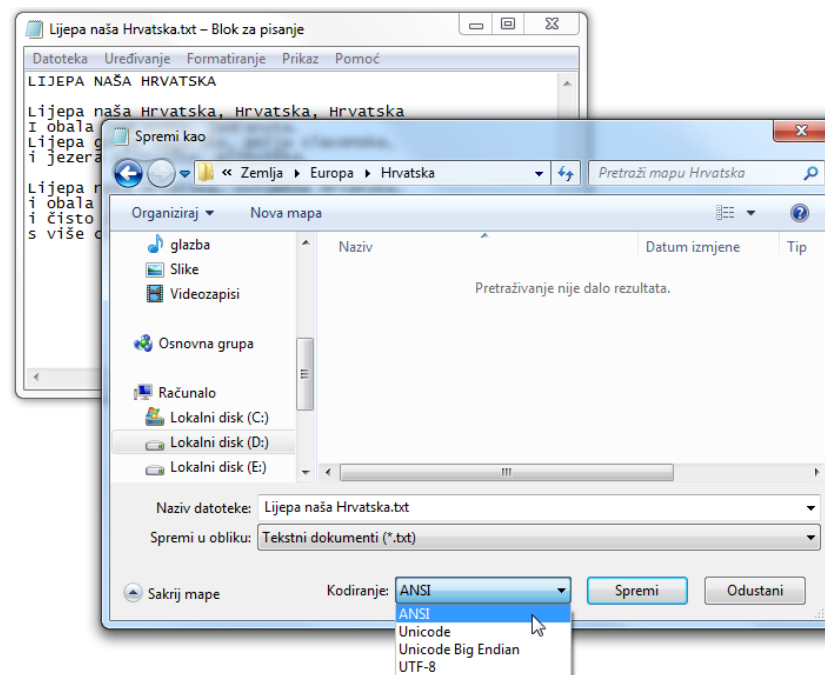 Lijepa naša Hrvatska.txt – Blok za pisanje
Datoteka Uređivanje Formatiranje Prikaz Pomoć
LIJEPA NAŠA HRVATSKA
Lijepa naša Hrvatska, Hrvatska, Hrvatska
I obala
Lijepa
i jezera
Lijepa
i obala
i čisto
s više
Spremi kao
« Zemlja Europa Hrvatska
Pretraži mapu Hrvatska
Organiziraj Nova mapa
glazba
Slike
Videozapisi
Osnovna grupa
Računalo
Lokalni disk (C:)
Lokalni disk (D:)
Lokalni disk (E:)
Naziv Datum izmjene Tip
Pretraživanje nije dalo rezultata.
Naziv datoteke: Lijepa naša Hrvatska.txt
Spremi u obliku: Tekstni dokumenti (*.txt)
Sakrij mape Kodiranje: ANSI Spremi Odustani
ANSI
Unicode
Unicode Big Endian
UTF-8